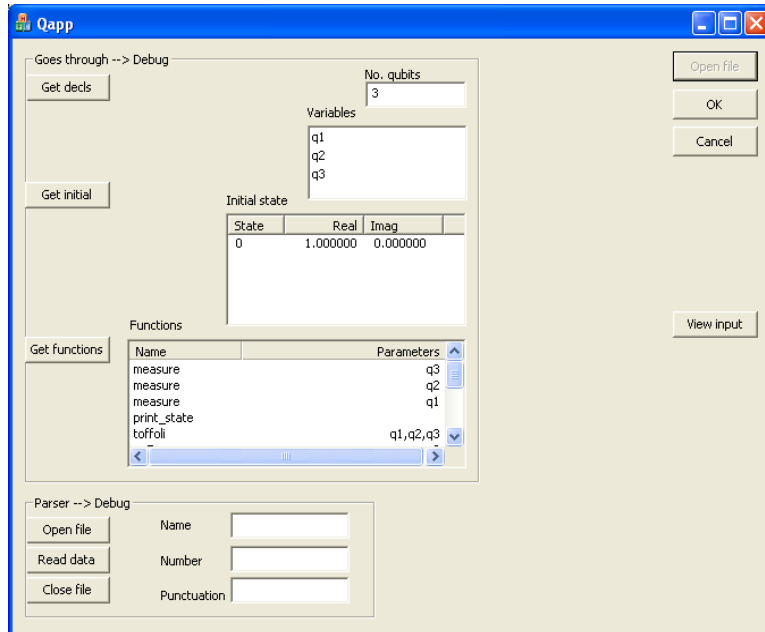 Qapp
Goes through --> Debug
Get decls
No. qubits
3
Variables
q1
q2
q3
Get initial
Initial state
State Real Imag
0 1.000000 0.000000
Functions
Get functions
Name Parameters
measure q3
measure q2
measure q1
print_state
toffoli q1,q2,q3
Parser --> Debug
Open file
Name
Read data
Number
Close file
Punctuation
Open file
OK
Cancel
View input